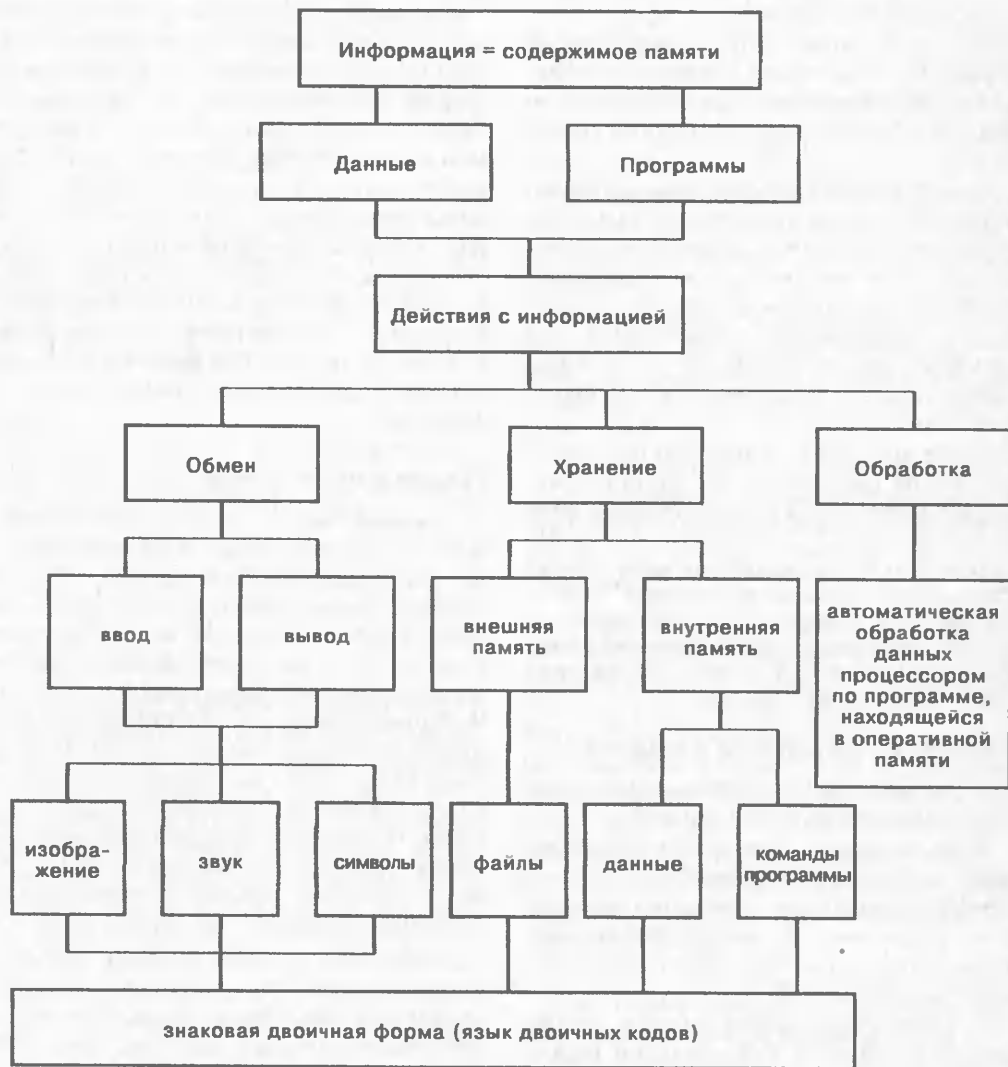 Информация = содержимое памяти
Данные
Программы
Действия с информацией
Обмен
Хранение
Обработка
ввод
вывод
внешняя
память
внутренняя
память
автоматическая
обработка
данных
процессором
по программе,
находящейся
в оперативной
памяти
изобра-
жение
звук
символы
файлы
данные
команды
программы
знаковая двоичная форма (язык двоичных кодов)